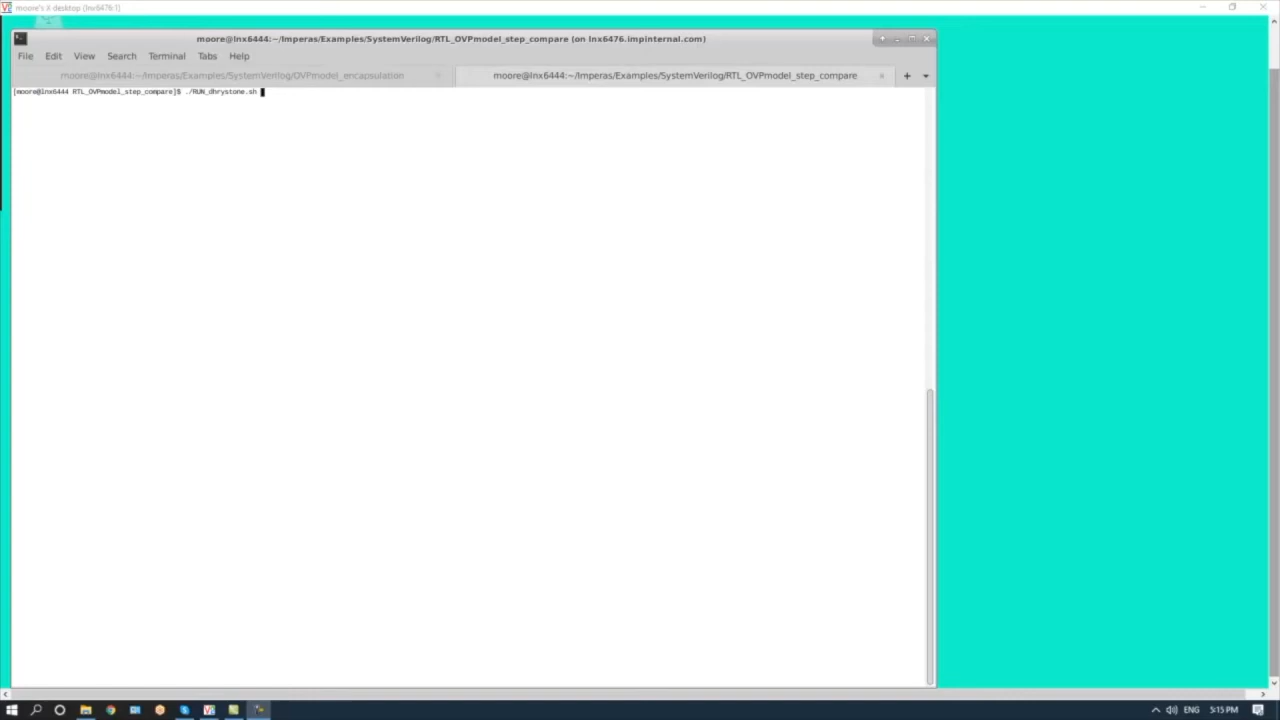 moore's X desktop (lnx6476:1)
moore@lnx6444:~/Imperas/Examples/SystemVerilog/RTL_OVPmodel_step_compare (on lnx6476.impinternal.com)
File Edit View Search Terminal Tabs Help
moore@lnx6444:~/Imperas/Examples/SystemVerilog/OVPmodel_encapsulation
moore@lnx6444:~/Imperas/Examples/SystemVerilog/RTL_OVPmodel_step_compare
[moore@lnx6444 RTL_OVPmodel_step_compare]$ ./RUN_dhrystone.sh
ENG 5:15 PM